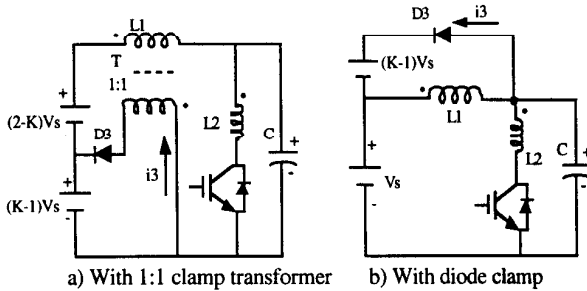 L1
T
1:1
(2-K)Vs
D3
(K-1)Vs
i3
L2
C
+
-
+
-
+
-
D3
i3
(K-1)Vs
L1
L2
Vs
C
+
-
+
-
+
-
a) With 1:1 clamp transformer
b) With diode clamp